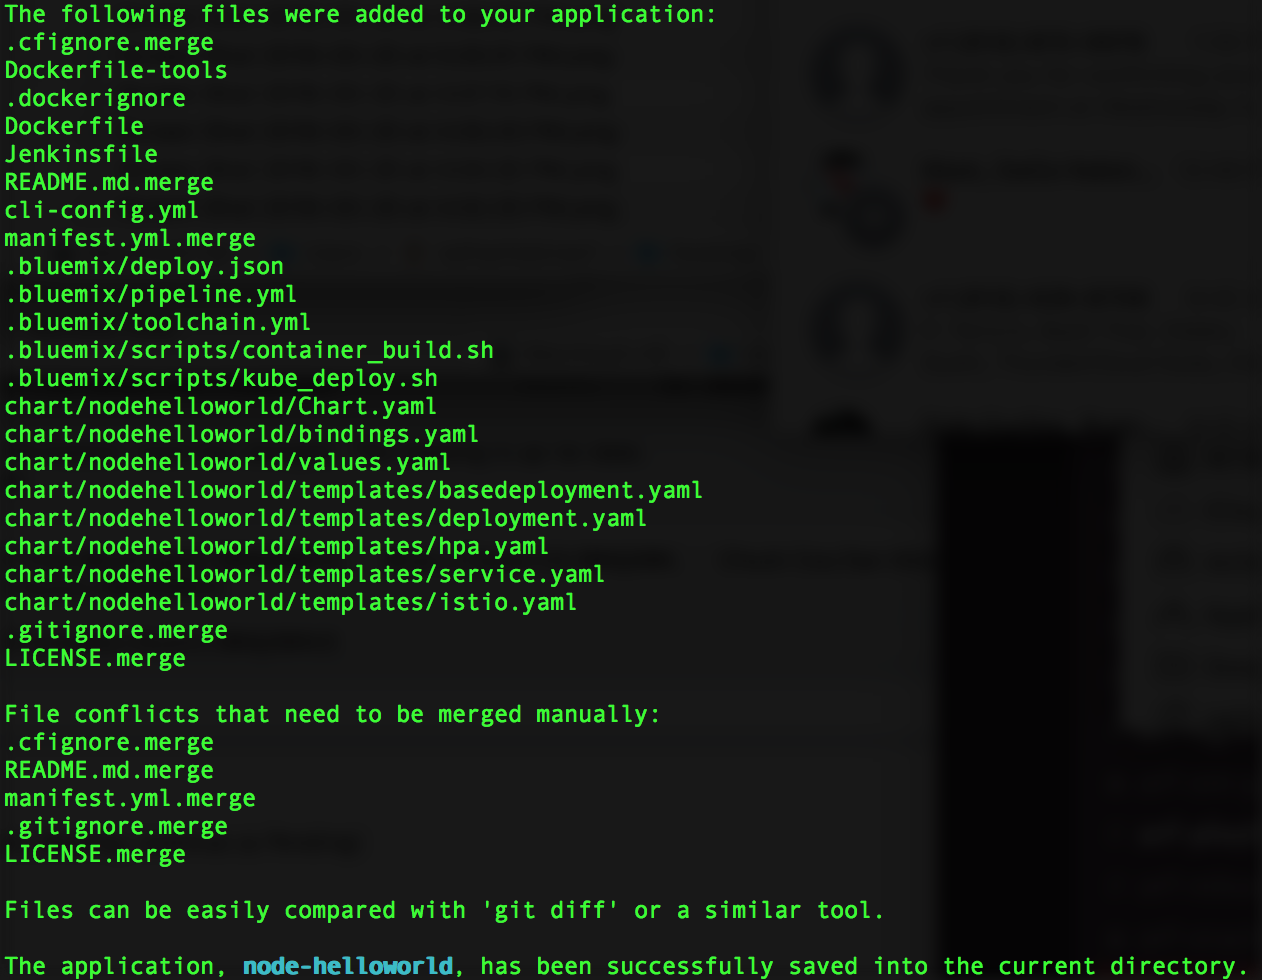 The following files were added to your application:
.cfignore.merge
Dockerfile-tools
.dockerignore
Dockerfile
Jenkinsfile
README.md.merge
cli-config.yml
manifest.yml.merge
.bluemix/deploy.json
.bluemix/pipeline.yml
.bluemix/toolchain.yml
.bluemix/scripts/container_build.sh
.bluemix/scripts/kube_deploy.sh
chart/nodehelloworld/Chart.yaml
chart/nodehelloworld/bindings.yaml
chart/nodehelloworld/values.yaml
chart/nodehelloworld/templates/basedeployment.yaml
chart/nodehelloworld/templates/deployment.yaml
chart/nodehelloworld/templates/hpa.yaml
chart/nodehelloworld/templates/service.yaml
chart/nodehelloworld/templates/istio.yaml
.gitignore.merge
LICENSE.merge
File conflicts that need to be merged manually:
.cfignore.merge
README.md.merge
manifest.yml.merge
.gitignore.merge
LICENSE.merge
Files can be easily compared with 'git diff' or a similar tool.
The application, node-helloworld, has been successfully saved into the current directory.